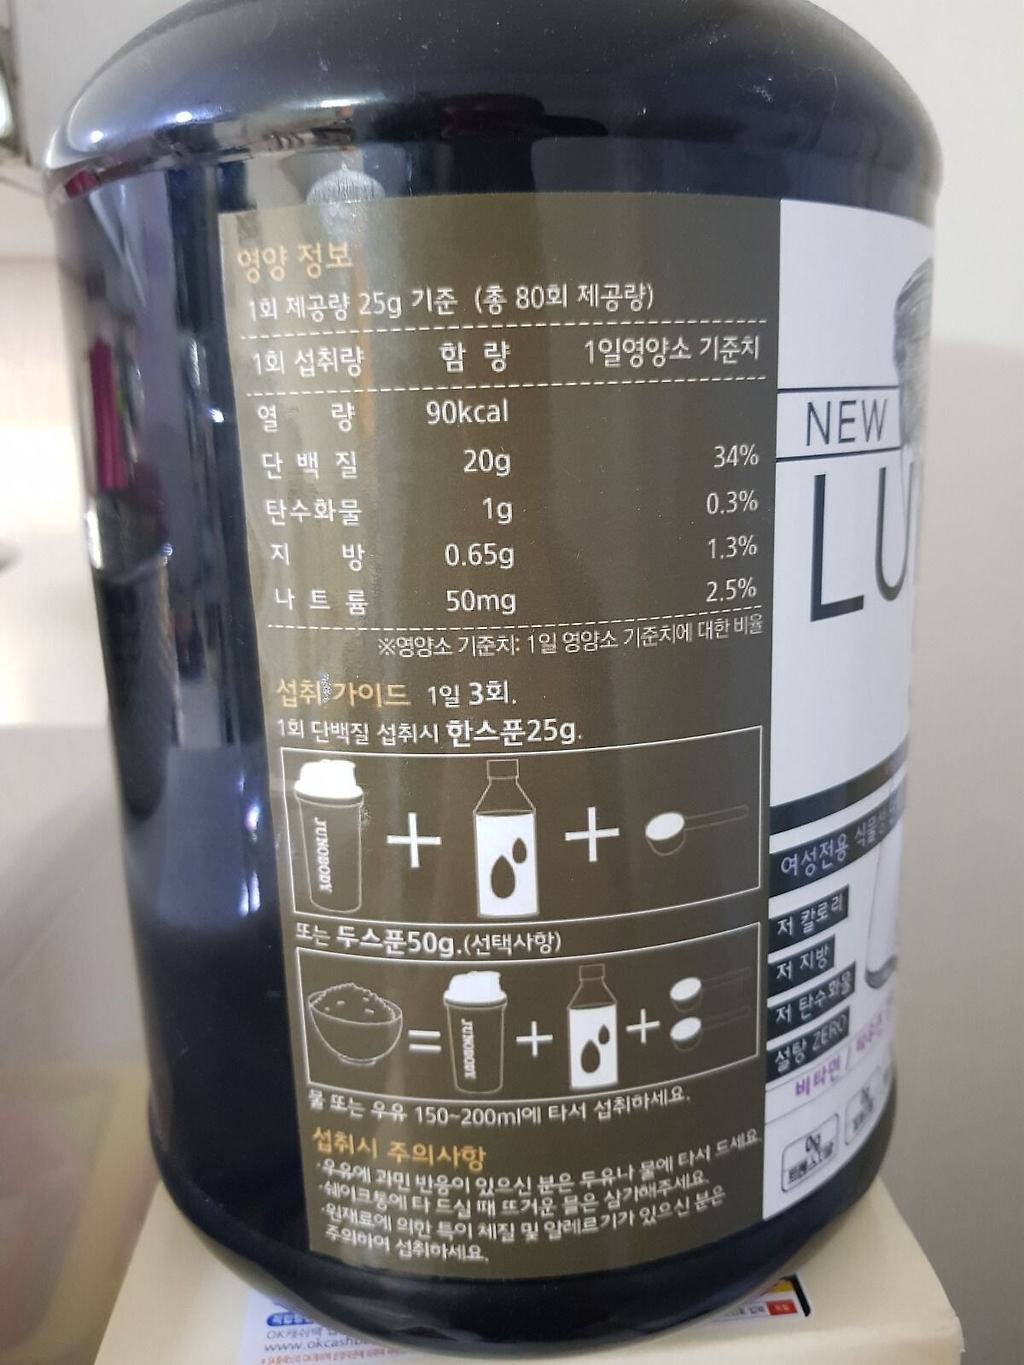 영양 정보
1회 제공량 25g 기준 (총 80회 제공량)
1회 섭취량 함 량 1일영양소 기준치
열 량 90kcal
단 백 질 20g 34%
탄수화물 1g 0.3%
지 방 0.65g 1.3%
나 트 륨 50mg 2.5%
※영양소 기준치: 1일 영양소 기준치에 대한 비율
섭취 가이드 1일 3회.
1회 단백질 섭취시 한스푼25g.
JUNOBODY
또는 두스푼50g.(선택사항)
JUNOBODY
물 또는 우유 150~200ml에 타서 섭취하세요.
섭취시 주의사항
·우유에 과민 반응이 있으신 분은 두유나 물에 타서 드세요.
·쉐이크통에 타 드실 때 뜨거운 물은 삼가해주세요.
·원재료에 의한 특이 체질 및 알레르기가 있으신 분은
주의하여 섭취하세요.
NEW
LU
여성전용 식물성
저 칼로리
저 지방
저 탄수화물
설탕 ZERO
비타민 /
0g
트랜스지방
www.okcashb